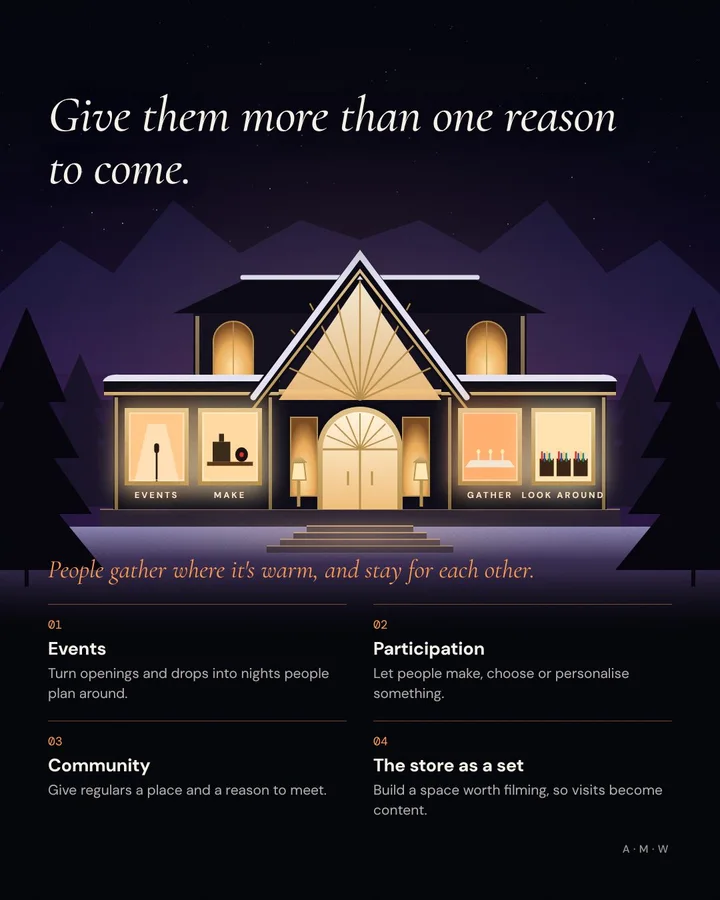 Give them more than one reason
to come.
EVENTS
MAKE
GATHER
LOOK AROUND
People gather where it's warm, and stay for each other.
01
Events
Turn openings and drops into nights people
plan around.
02
Participation
Let people make, choose or personalise
something.
03
Community
Give regulars a place and a reason to meet.
04
The store as a set
Build a space worth filming, so visits become
content.
A·M·W